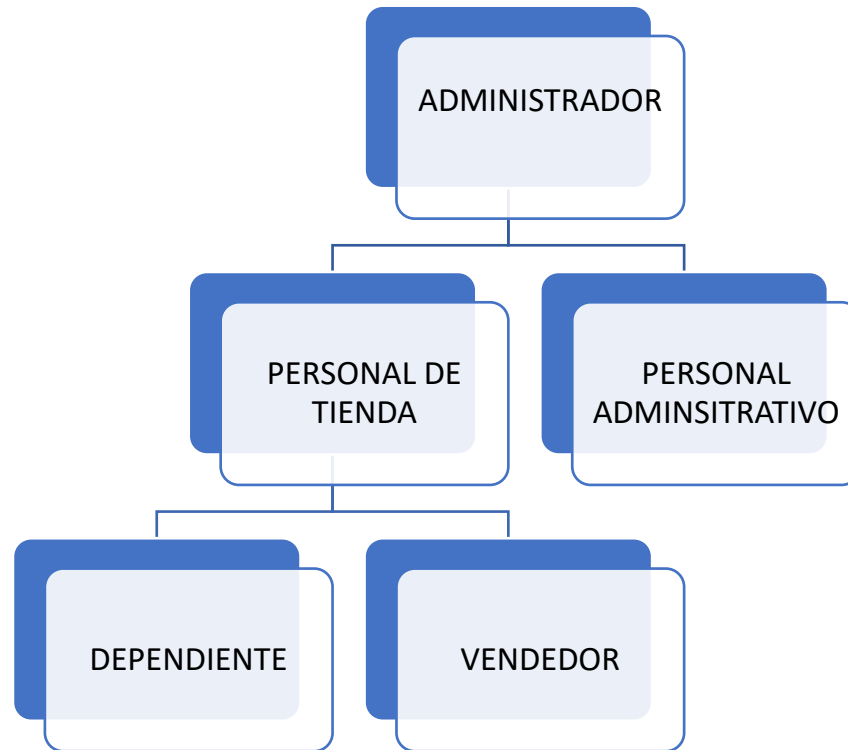 ADMINISTRADOR
PERSONAL DE
TIENDA
PERSONAL
ADMINSITRATIVO
DEPENDIENTE
VENDEDOR